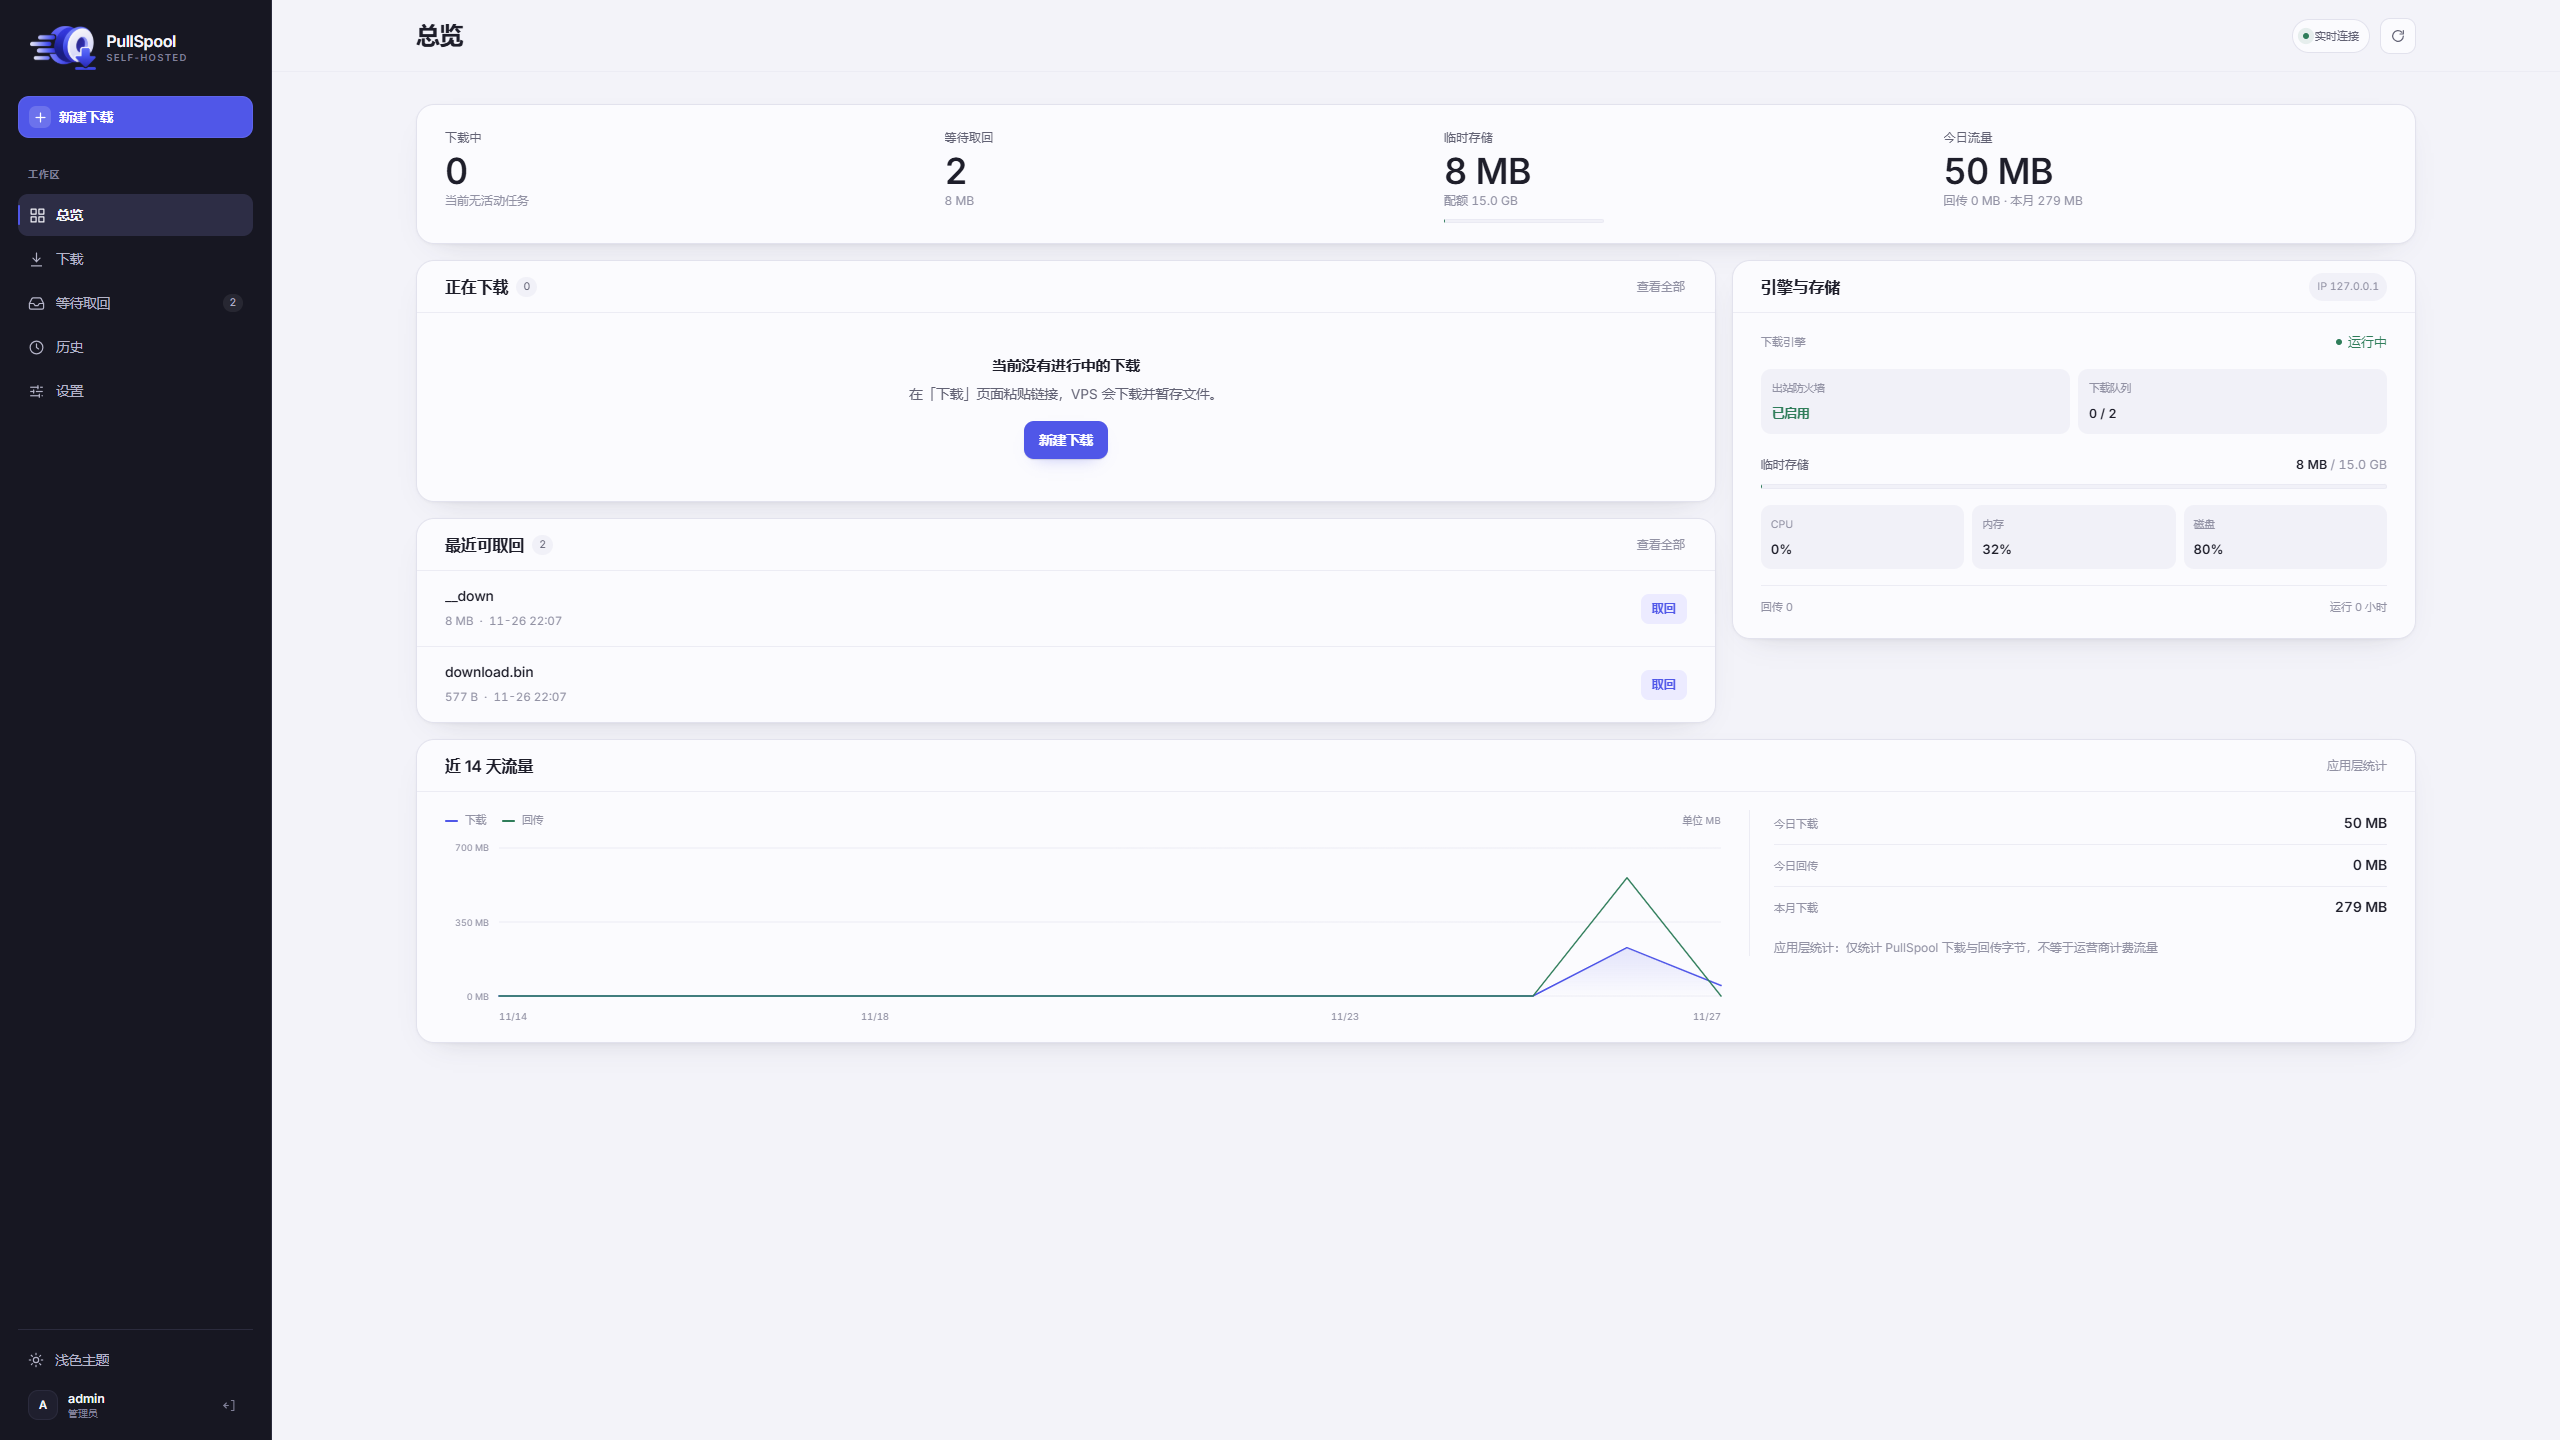 PullSpool
SELF-HOSTED
新建下载
工作区
总览
下载
等待取回 2
历史
设置
浅色主题
A
admin
管理员
总览
实时连接
下载中
0
当前无活动任务
等待取回
2
8 MB
临时存储
8 MB
配额 15.0 GB
今日流量
50 MB
回传 0 MB · 本月 279 MB
正在下载 0 查看全部
当前没有进行中的下载
在「下载」页面粘贴链接，VPS 会下载并暂存文件。
新建下载
最近可取回 2 查看全部
__down
8 MB · 11-26 22:07
取回
download.bin
577 B · 11-26 22:07
取回
引擎与存储 IP 127.0.0.1
下载引擎 运行中
出站防火墙
已启用
下载队列
0 / 2
临时存储 8 MB / 15.0 GB
CPU
0%
内存
32%
磁盘
80%
回传 0 运行 0 小时
近 14 天流量 应用层统计
下载 回传 单位 MB
700 MB
350 MB
0 MB
11/14 11/18 11/23 11/27
今日下载 50 MB
今日回传 0 MB
本月下载 279 MB
应用层统计：仅统计 PullSpool 下载与回传字节，不等于运营商计费流量